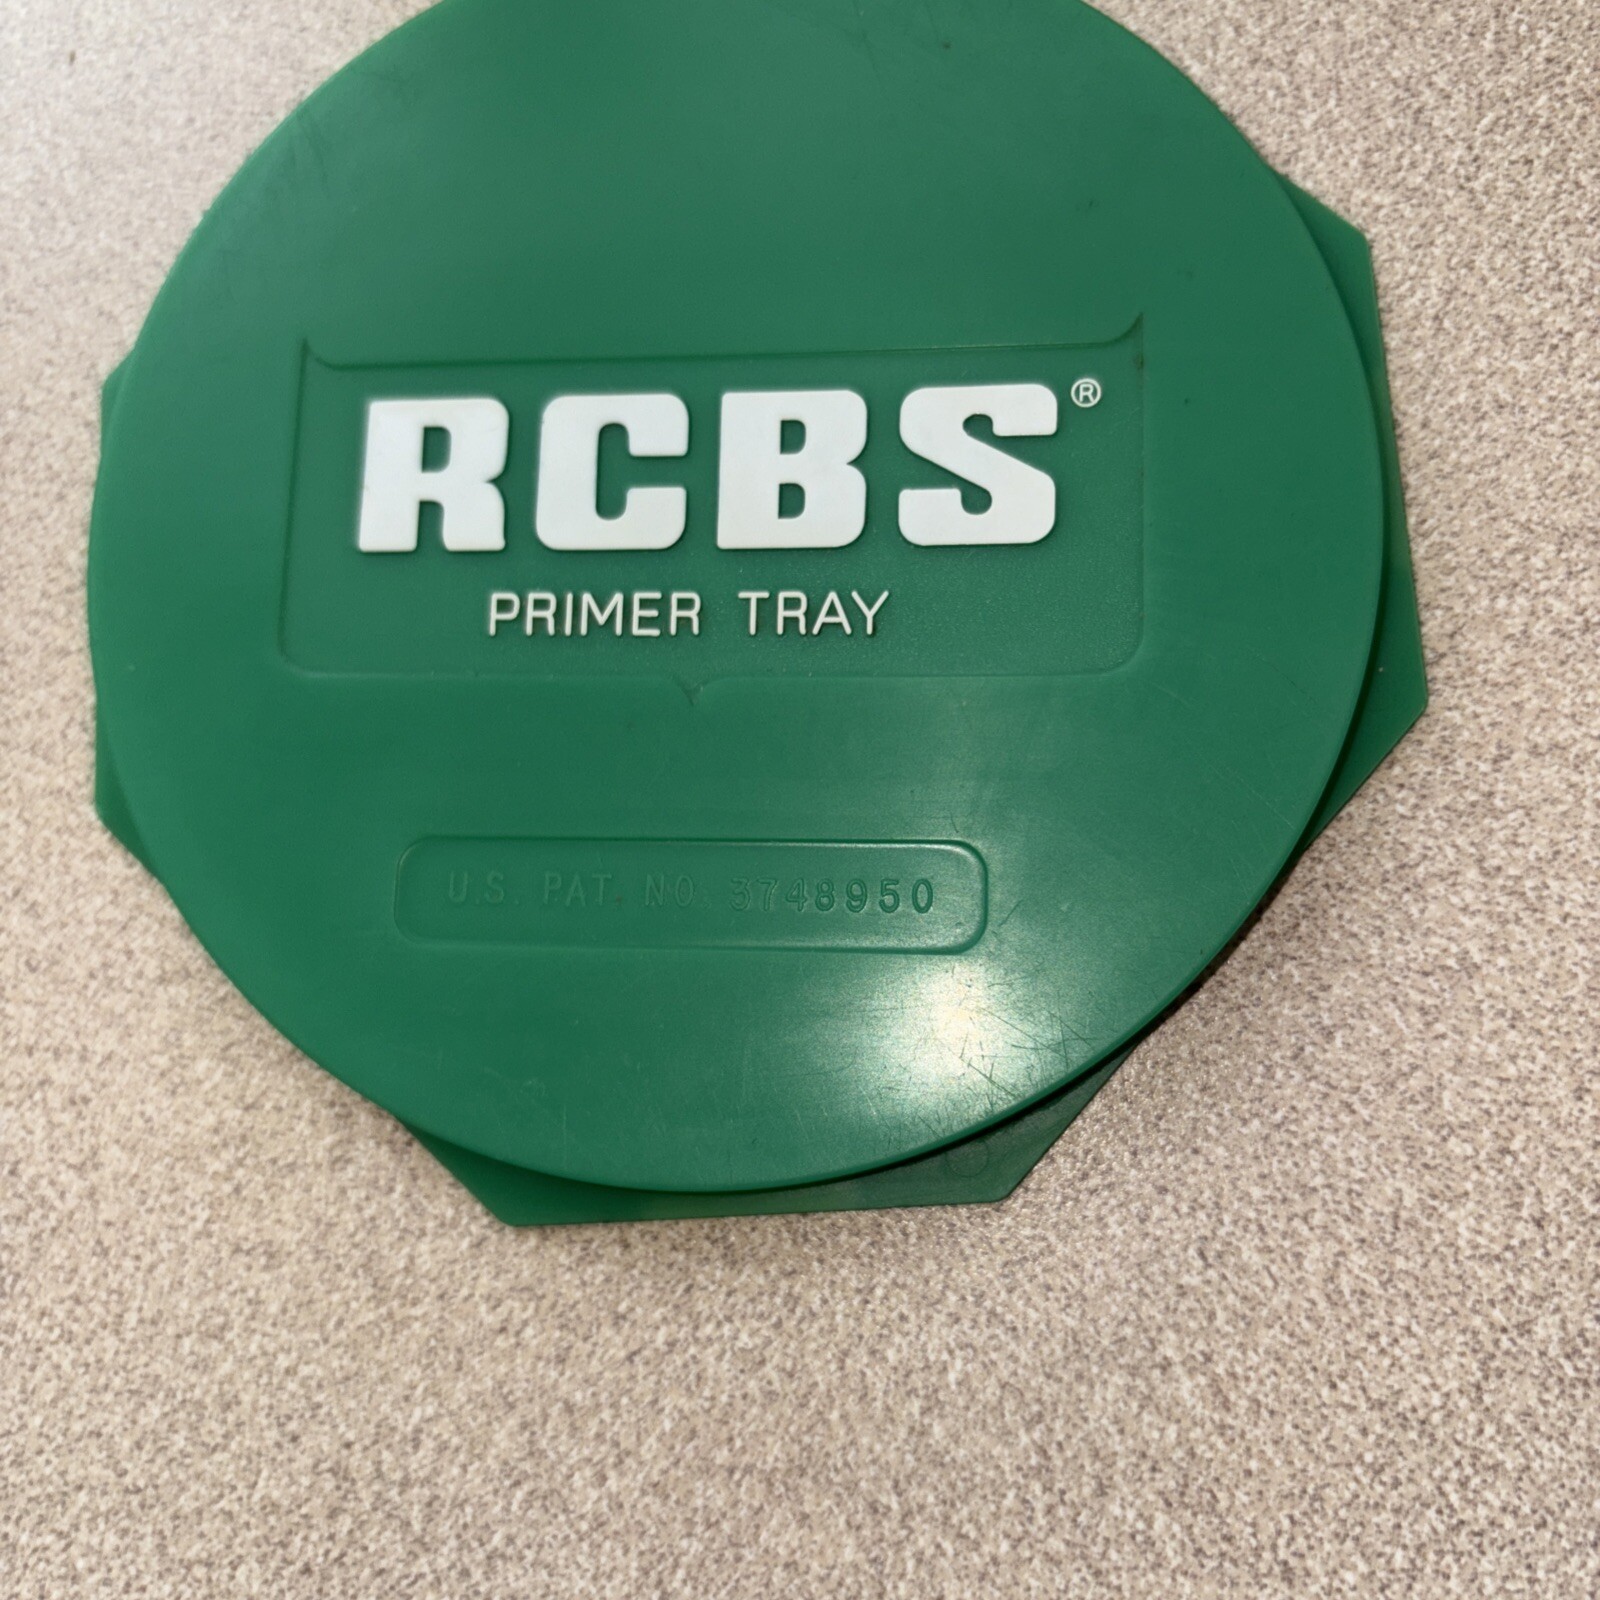 RCBS®
PRIMER TRAY
U.S. PAT. NO. 3748950